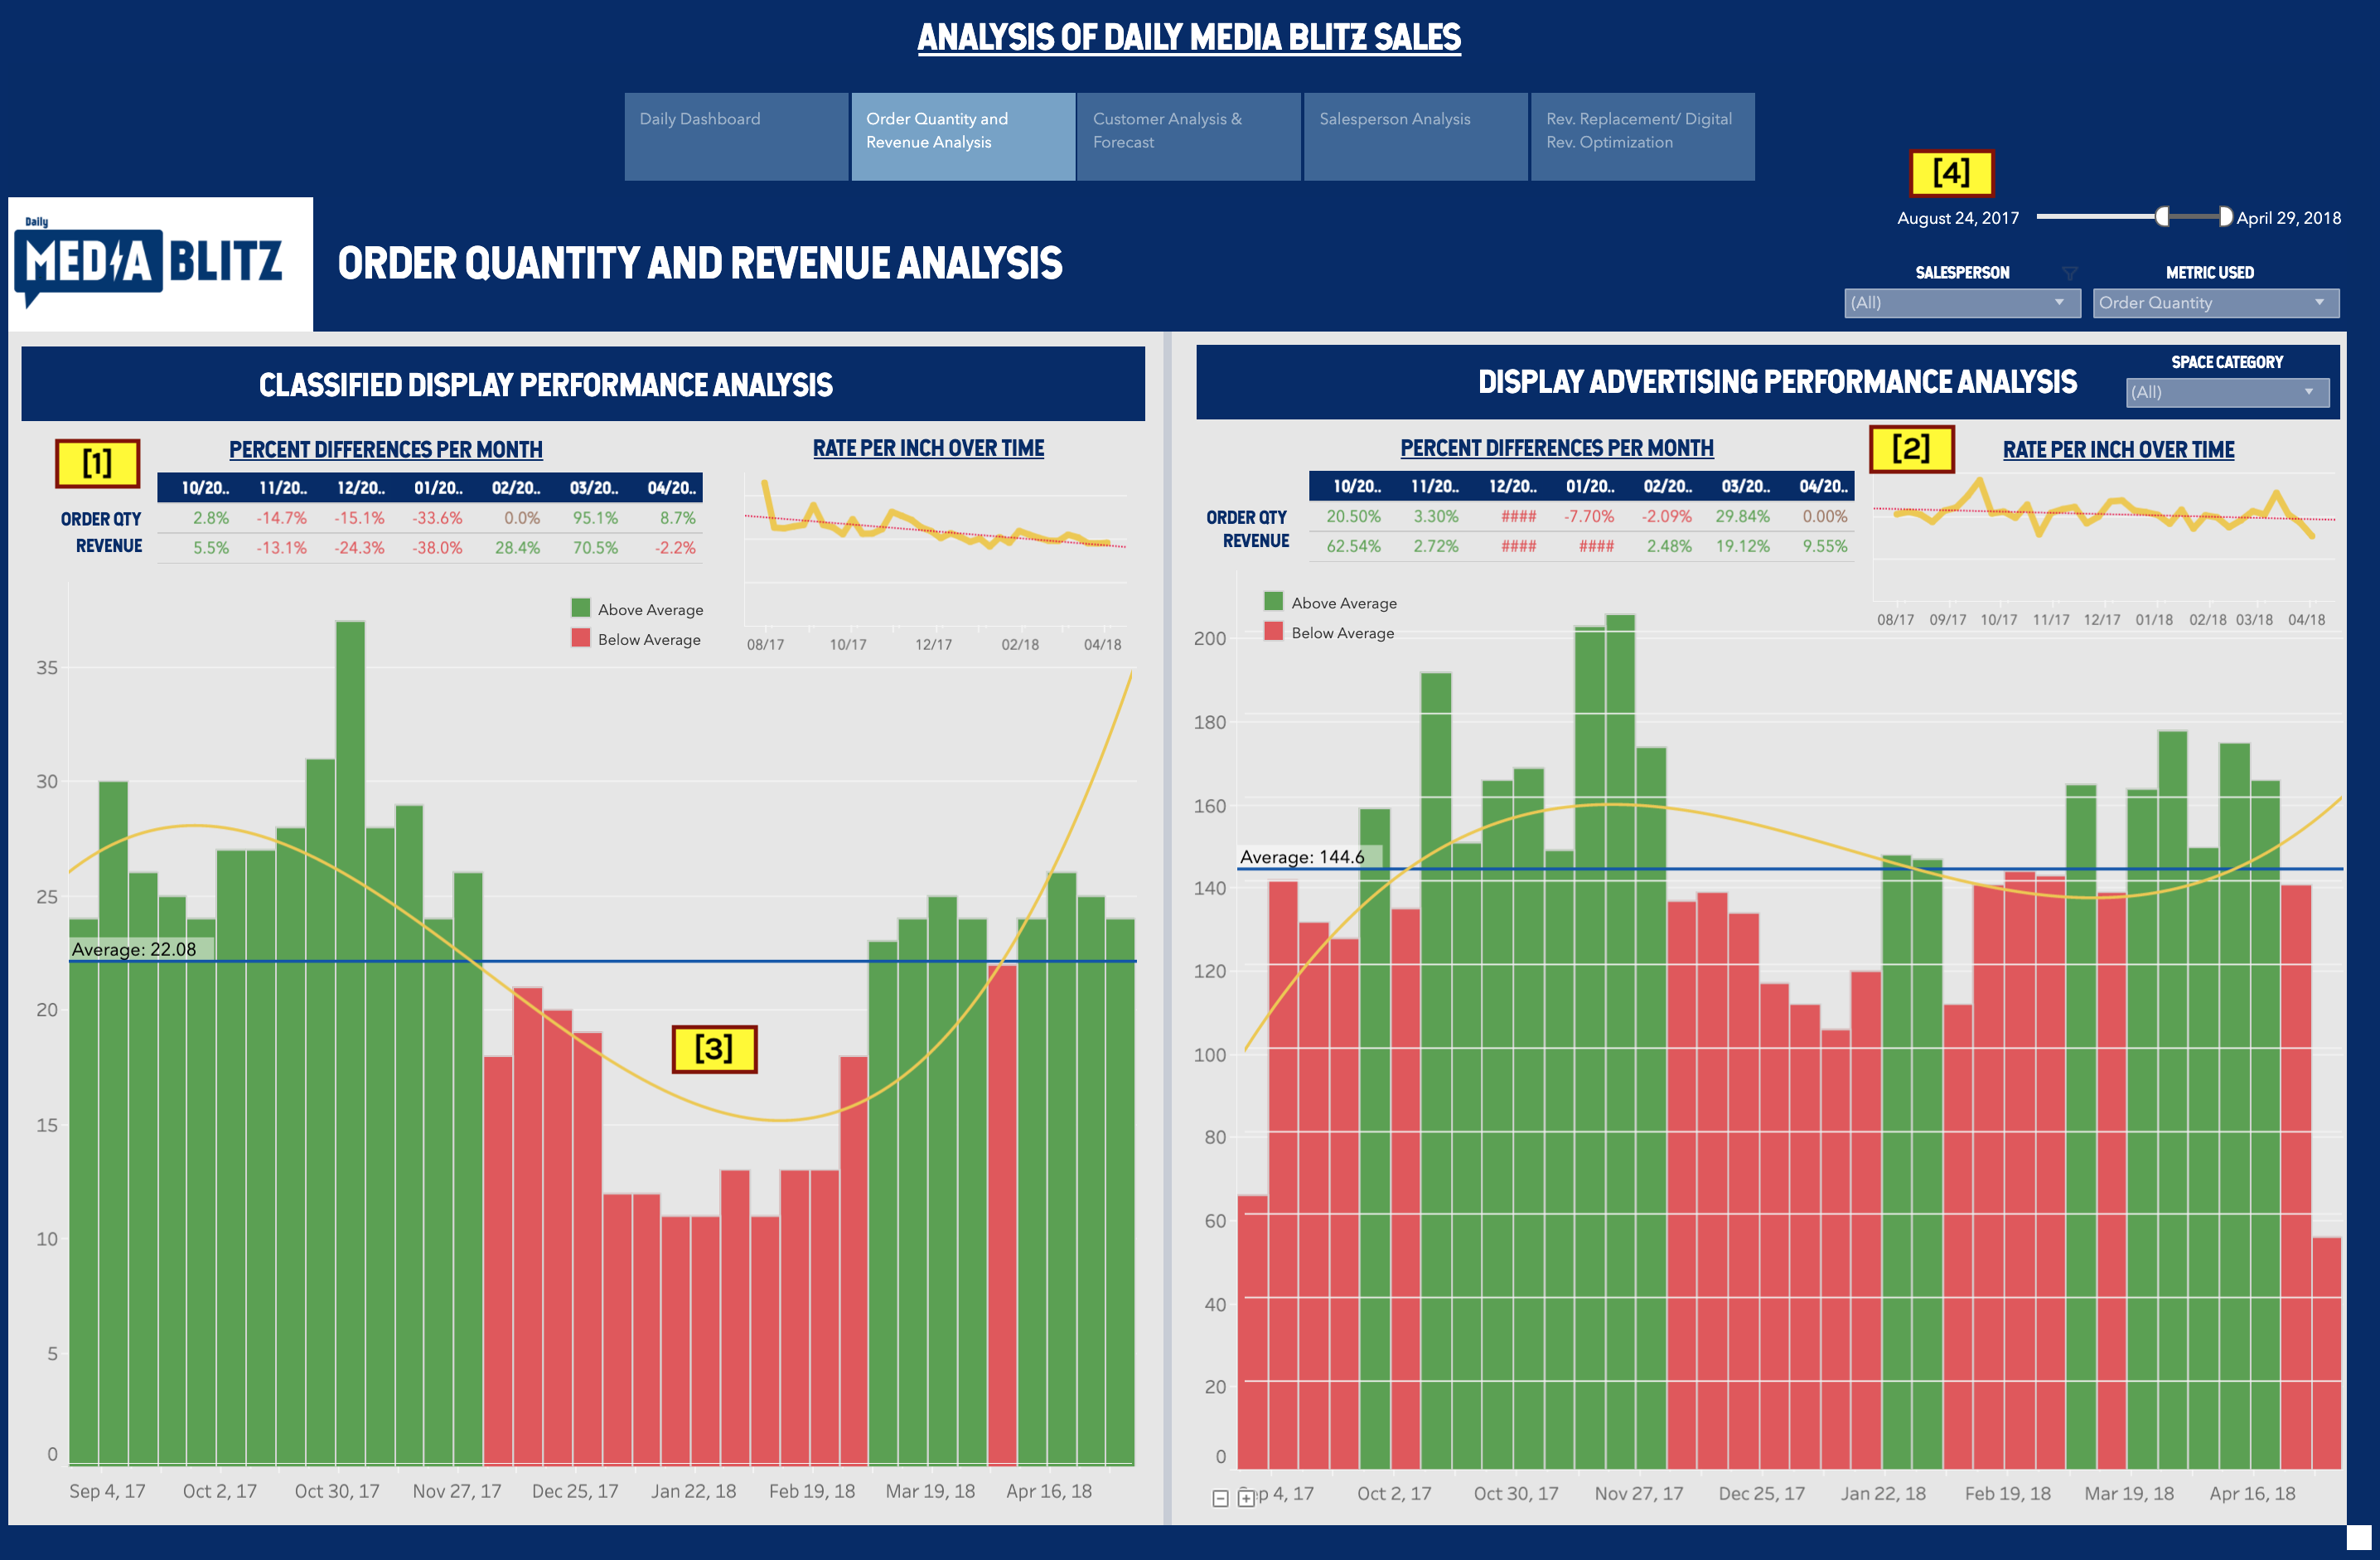 ANALYSIS OF DAILY MEDIA BLITZ SALES
Daily Dashboard
Order Quantity and
Revenue Analysis
Customer Analysis &
Forecast
Salesperson Analysis
Rev. Replacement/ Digital
Rev. Optimization
[4]
August 24, 2017
April 29, 2018
Daily
MEDIA BLITZ
ORDER QUANTITY AND REVENUE ANALYSIS
SALESPERSON
METRIC USED
(All)
Order Quantity
CLASSIFIED DISPLAY PERFORMANCE ANALYSIS
[1]
PERCENT DIFFERENCES PER MONTH
10/20.. 11/20.. 12/20.. 01/20.. 02/20.. 03/20.. 04/20..
ORDER QTY 2.8% -14.7% -15.1% -33.6% 0.0% 95.1% 8.7%
REVENUE 5.5% -13.1% -24.3% -38.0% 28.4% 70.5% -2.2%
RATE PER INCH OVER TIME
08/17 10/17 12/17 02/18 04/18
Above Average
Below Average
35
30
25
Average: 22.08
20
[3]
15
10
5
0
Sep 4, 17 Oct 2, 17 Oct 30, 17 Nov 27, 17 Dec 25, 17 Jan 22, 18 Feb 19, 18 Mar 19, 18 Apr 16, 18
DISPLAY ADVERTISING PERFORMANCE ANALYSIS
SPACE CATEGORY
(All)
PERCENT DIFFERENCES PER MONTH
10/20.. 11/20.. 12/20.. 01/20.. 02/20.. 03/20.. 04/20..
ORDER QTY 20.50% 3.30% #### -7.70% -2.09% 29.84% 0.00%
REVENUE 62.54% 2.72% #### #### 2.48% 19.12% 9.55%
[2]
RATE PER INCH OVER TIME
08/17 09/17 10/17 11/17 12/17 01/18 02/18 03/18 04/18
Above Average
Below Average
200
180
160
Average: 144.6
140
120
100
80
60
40
20
0
ep 4, 17 Oct 2, 17 Oct 30, 17 Nov 27, 17 Dec 25, 17 Jan 22, 18 Feb 19, 18 Mar 19, 18 Apr 16, 18